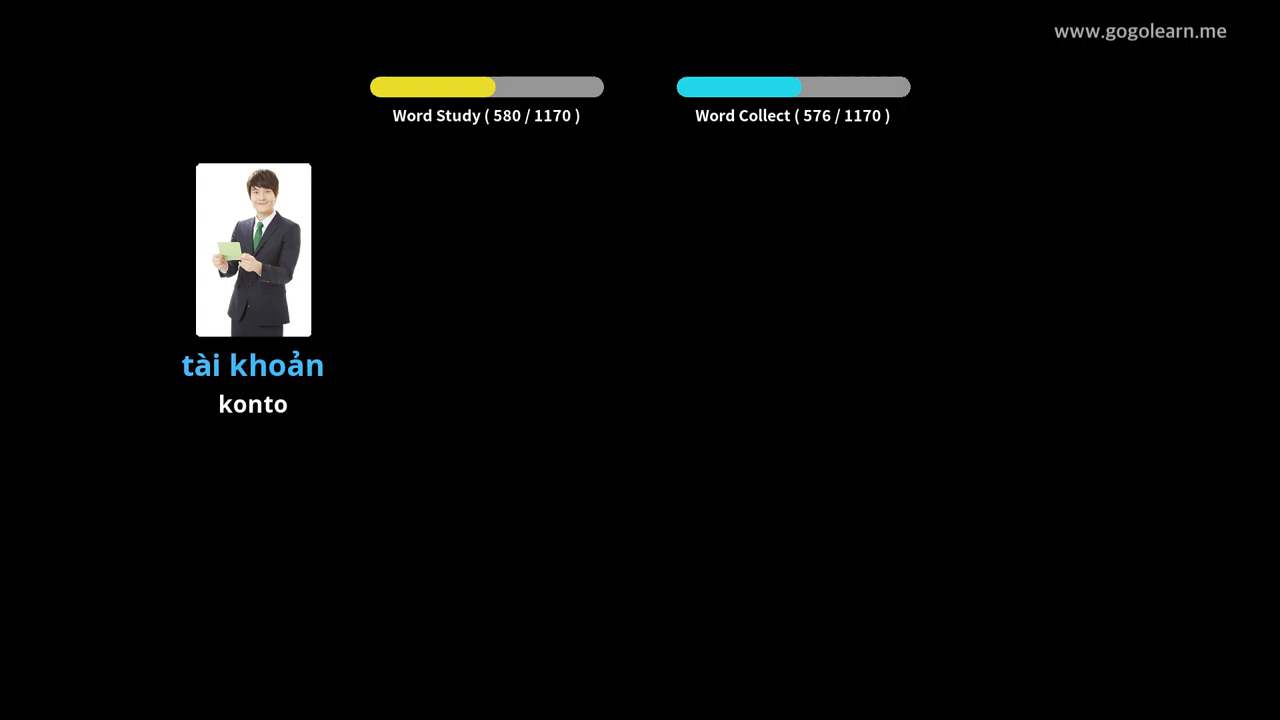 www.gogolearn.me
Word Study ( 580 / 1170 )
Word Collect ( 576 / 1170 )
tài khoản
konto